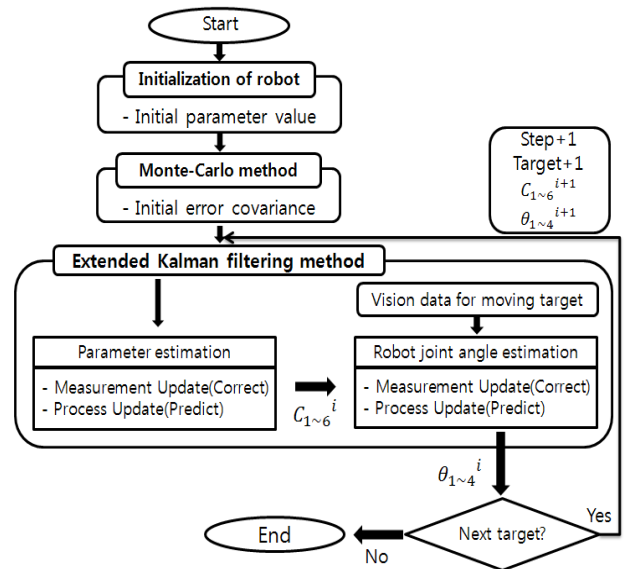 Start
Initialization of robot
- Initial parameter value
Monte-Carlo method
- Initial error covariance
Step+1
Target+1
C₁~₆ⁱ⁺¹
θ₁~₄ⁱ⁺¹
Extended Kalman filtering method
Vision data for moving target
Parameter estimation
- Measurement Update(Correct)
- Process Update(Predict)
C₁~₆ⁱ
Robot joint angle estimation
- Measurement Update(Correct)
- Process Update(Predict)
θ₁~₄ⁱ
Next target?
Yes
No
End